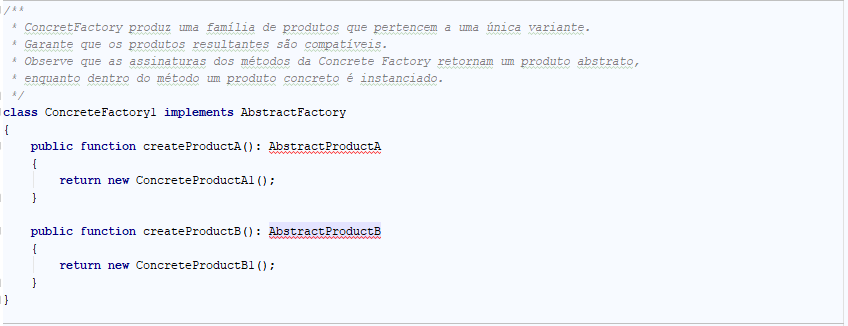 /**
 * ConcretFactory produz uma família de produtos que pertencem a uma única variante.
 * Garante que os produtos resultantes são compatíveis.
 * Observe que as assinaturas dos métodos da Concrete Factory retornam um produto abstrato,
 * enquanto dentro do método um produto concreto é instanciado.
 */
class ConcreteFactory1 implements AbstractFactory
{
    public function createProductA(): AbstractProductA
    {
        return new ConcreteProductA1();
    }

    public function createProductB(): AbstractProductB
    {
        return new ConcreteProductB1();
    }
}